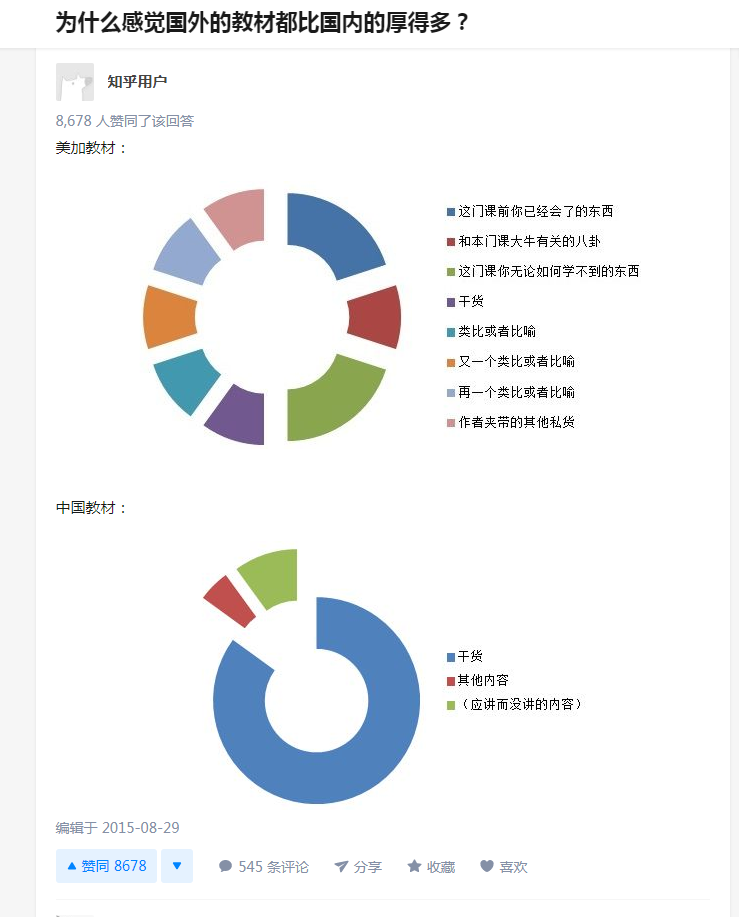 为什么感觉国外的教材都比国内的厚得多？
知乎用户
8,678 人赞同了该回答
美加教材：
这门课前你已经会了的东西
和本门课大牛有关的八卦
这门课你无论如何学不到的东西
干货
类比或者比喻
又一个类比或者比喻
再一个类比或者比喻
作者夹带的其他私货
中国教材：
干货
其他内容
（应讲而没讲的内容）
编辑于 2015-08-29
赞同 8678
545 条评论
分享
收藏
喜欢